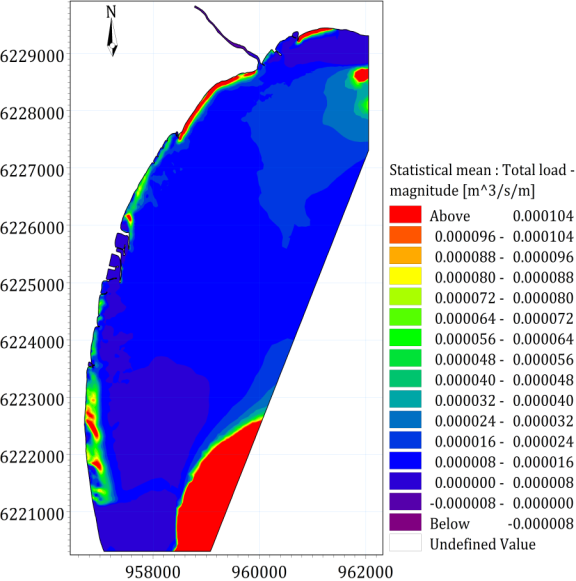 N
6229000
6228000
6227000
6226000
6225000
6224000
6223000
6222000
6221000
958000 960000 962000
Statistical mean : Total load -
magnitude [m^3/s/m]
Above 0.000104
0.000096 - 0.000104
0.000088 - 0.000096
0.000080 - 0.000088
0.000072 - 0.000080
0.000064 - 0.000072
0.000056 - 0.000064
0.000048 - 0.000056
0.000040 - 0.000048
0.000032 - 0.000040
0.000024 - 0.000032
0.000016 - 0.000024
0.000008 - 0.000016
0.000000 - 0.000008
-0.000008 - 0.000000
Below -0.000008
Undefined Value